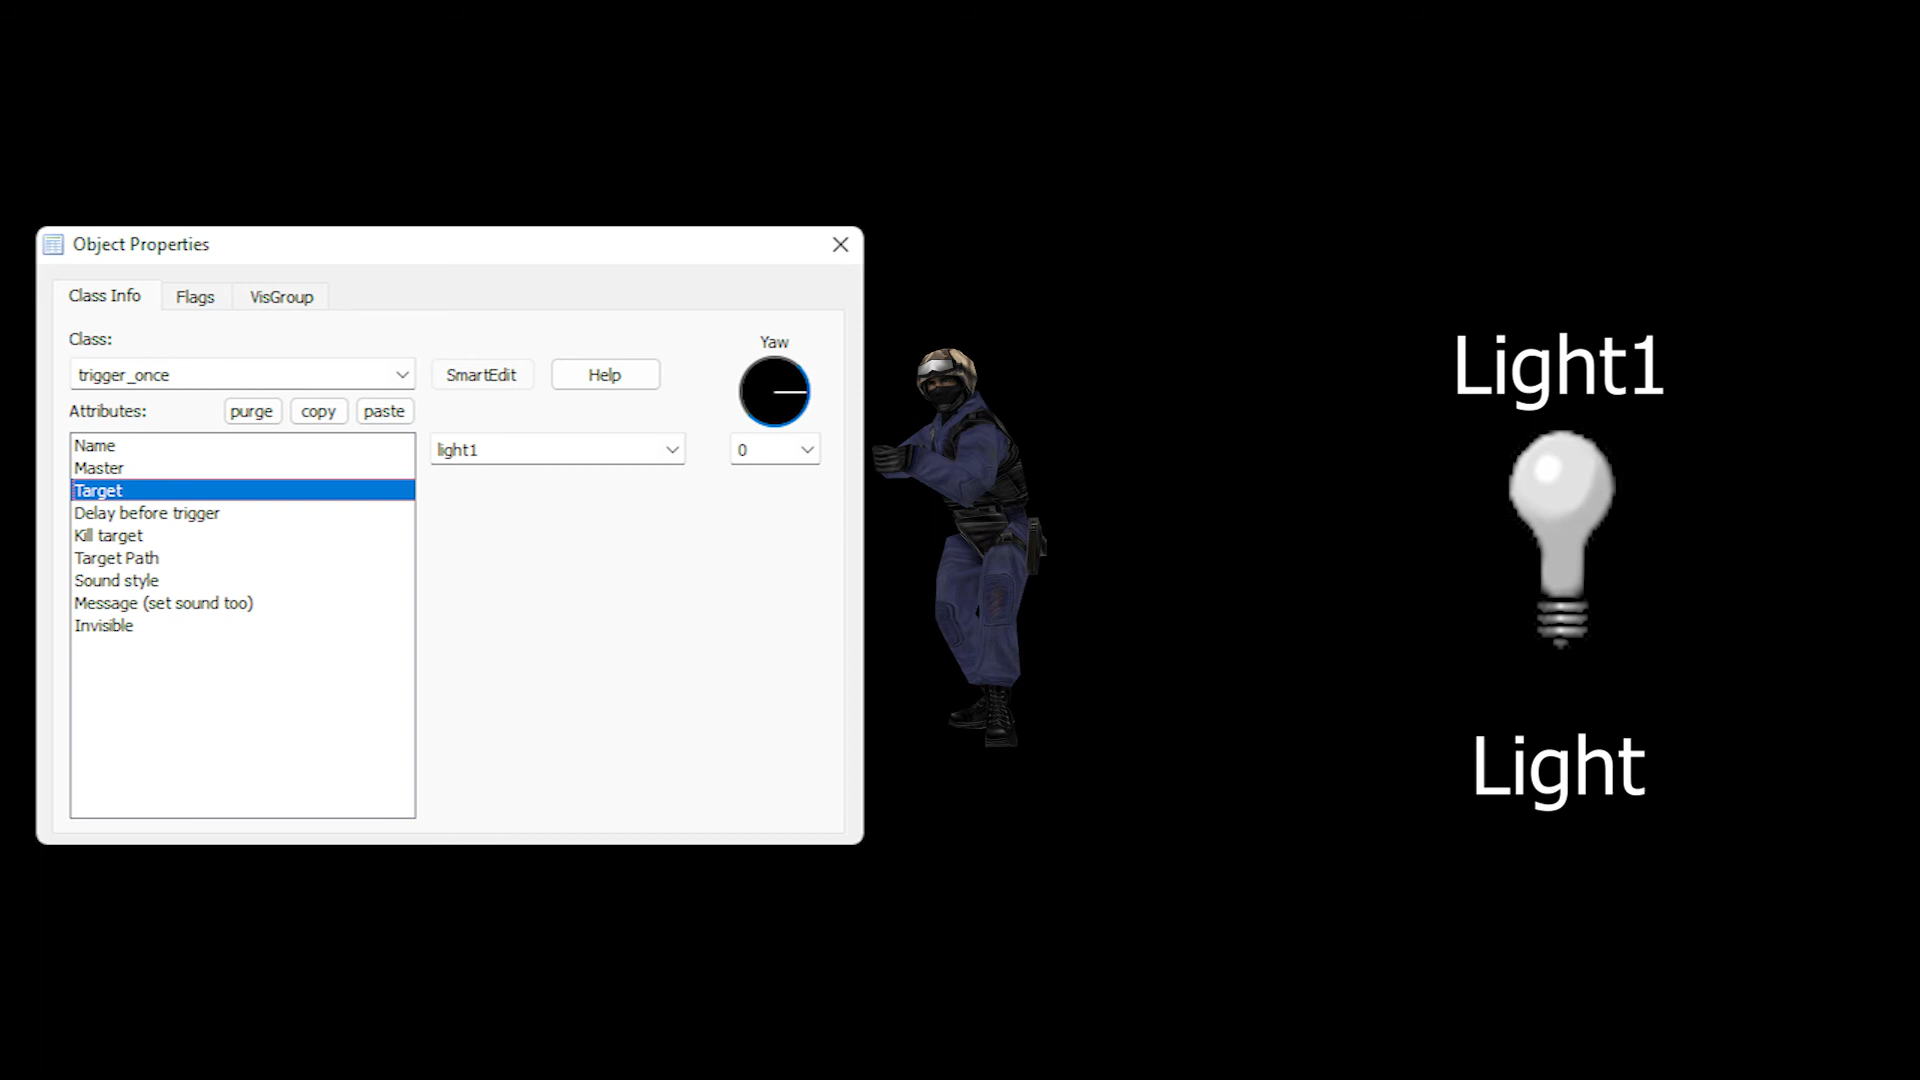 Object Properties
Class Info
Flags
VisGroup
Class:
trigger_once
SmartEdit
Help
Yaw
Attributes:
purge
copy
paste
Name
Master
Target
Delay before trigger
Kill target
Target Path
Sound style
Message (set sound too)
Invisible
light1
0
Light1
Light